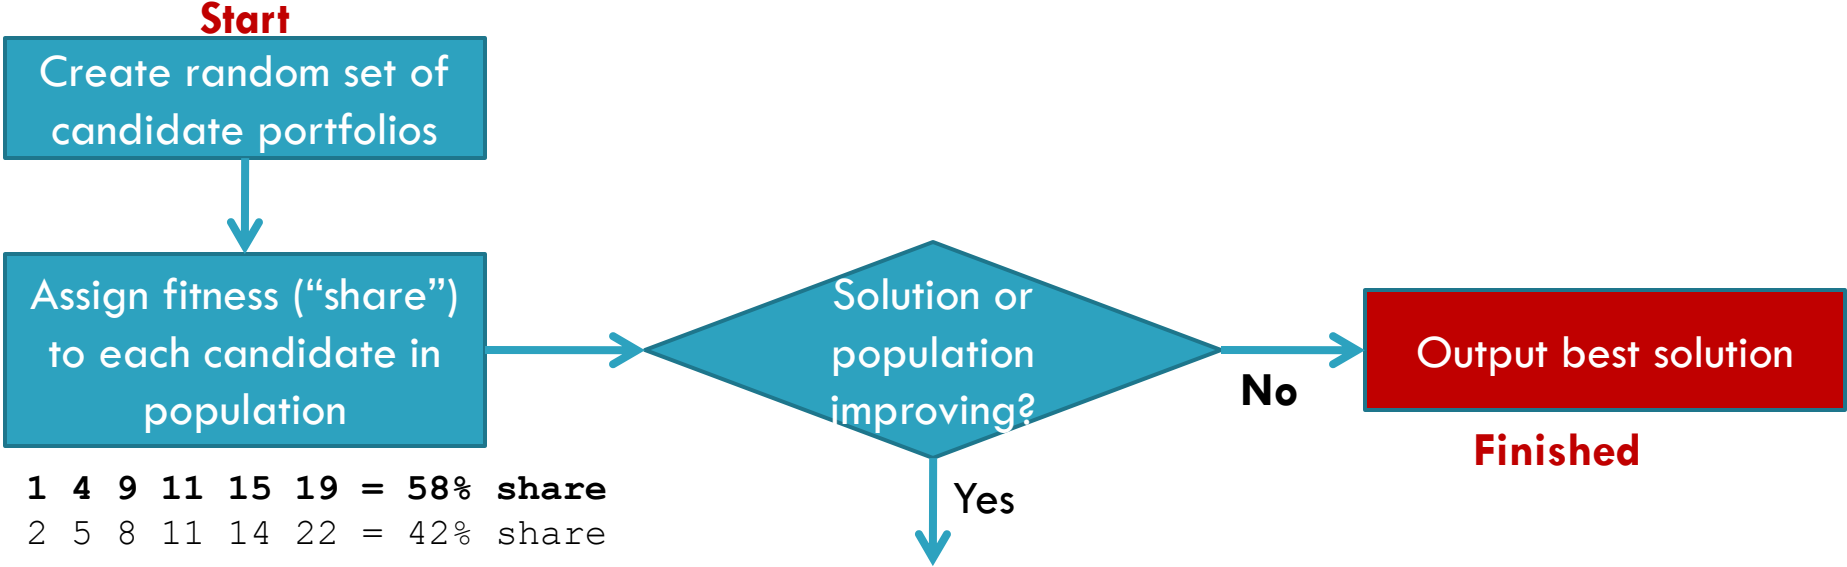 Start
Create random set of
candidate portfolios
Assign fitness (“share”)
to each candidate in
population
1 4 9 11 15 19 = 58% share
2 5 8 11 14 22 = 42% share
Solution or
population
improving?
Yes
No
Output best solution
Finished